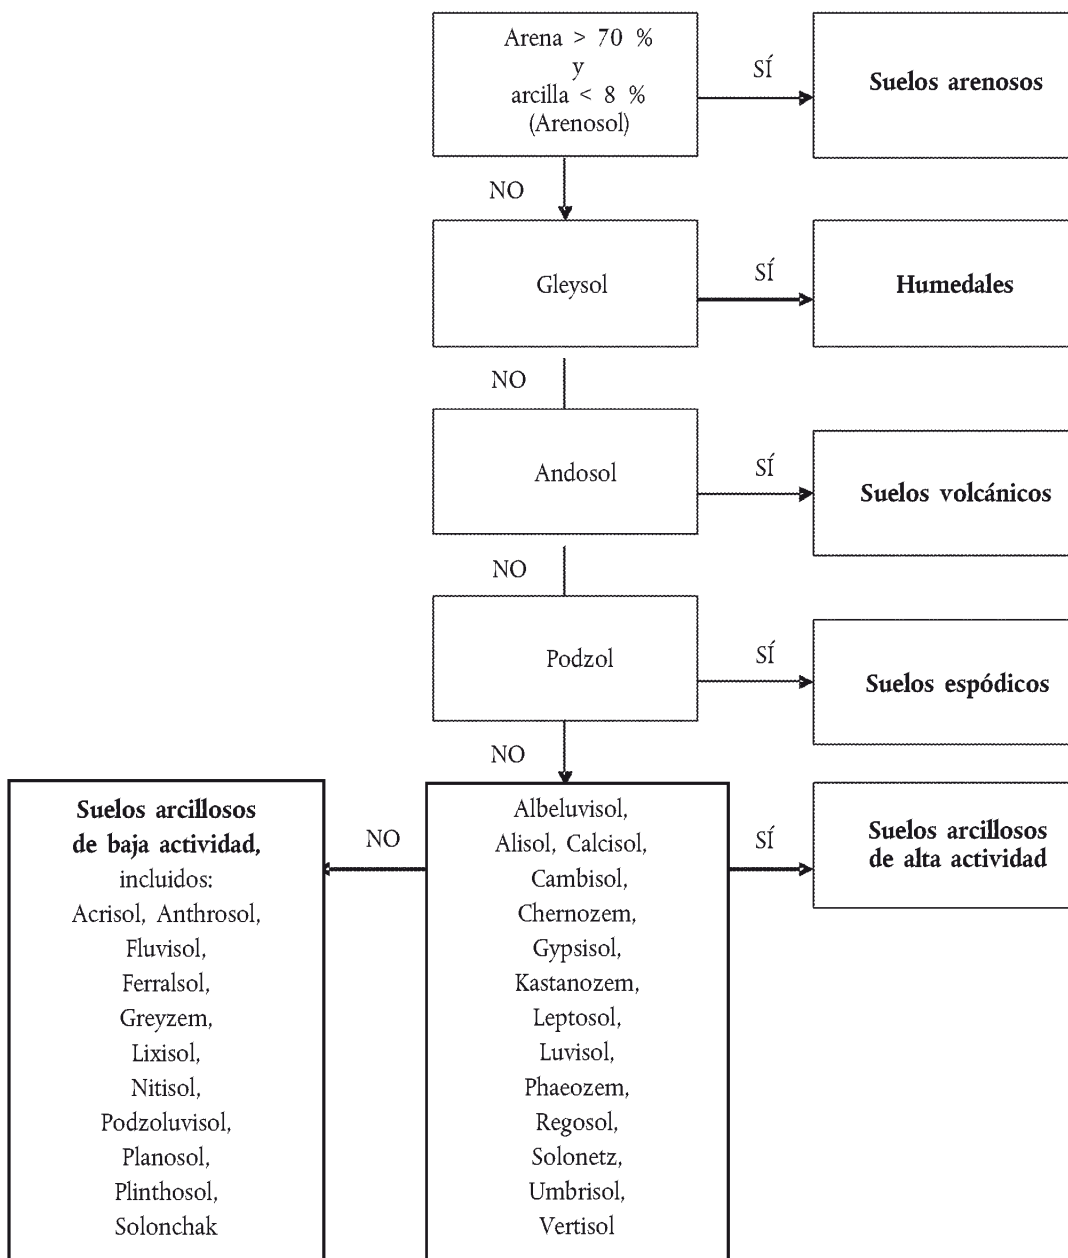 Arena > 70 %
y
arcilla < 8 %
(Arenosol)
SÍ
Suelos arenosos
NO
Gleysol
SÍ
Humedales
NO
Andosol
SÍ
Suelos volcánicos
NO
Podzol
SÍ
Suelos espódicos
NO
Suelos arcillosos
de baja actividad,
incluidos:
Acrisol, Anthrosol,
Fluvisol,
Ferralsol,
Greyzem,
Lixisol,
Nitisol,
Podzoluvisol,
Planosol,
Plinthosol,
Solonchak
NO
Albeluvisol,
Alisol, Calcisol,
Cambisol,
Chernozem,
Gypsisol,
Kastanozem,
Leptosol,
Luvisol,
Phaeozem,
Regosol,
Solonetz,
Umbrisol,
Vertisol
SÍ
Suelos arcillosos
de alta actividad